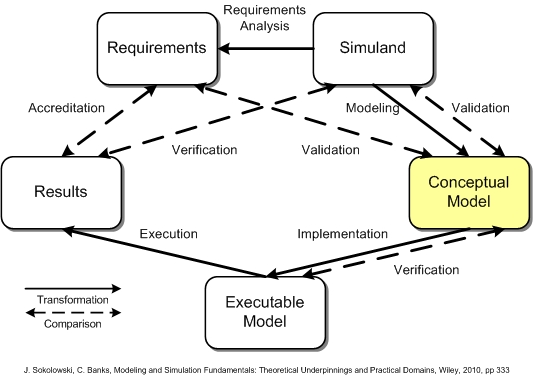 Requirements
Analysis
Requirements
Simuland
Accreditation
Modeling
Validation
Verification
Validation
Results
Conceptual
Model
Execution
Implementation
Verification
Executable
Model
Transformation
Comparison
J. Sokolowski, C. Banks, Modeling and Simulation Fundamentals: Theoretical Underpinnings and Practical Domains, Wiley, 2010, pp 333